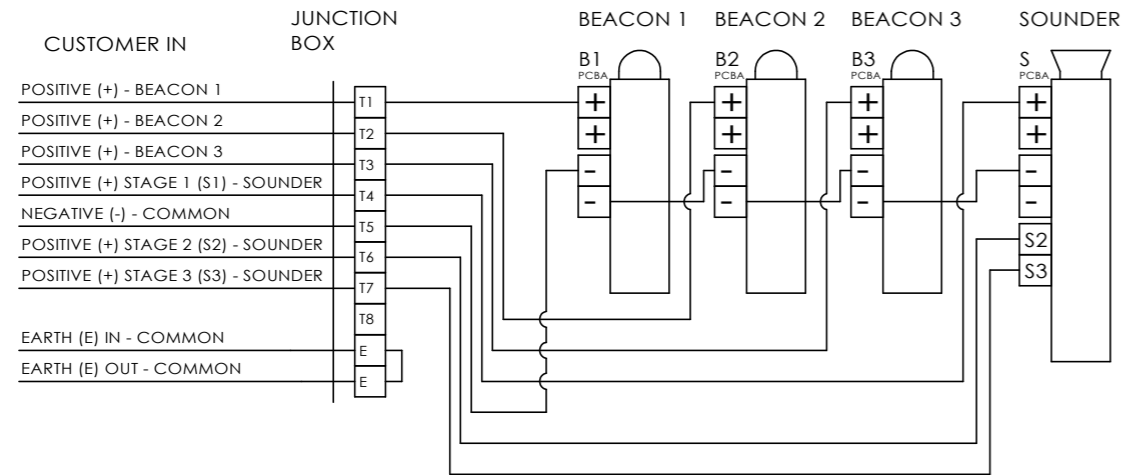 JUNCTION
BOX
BEACON 1
BEACON 2
BEACON 3
SOUNDER
CUSTOMER IN
B1
PCBA
B2
PCBA
B3
PCBA
S
PCBA
POSITIVE (+) - BEACON 1
T1
+
+
+
+
POSITIVE (+) - BEACON 2
T2
+
+
+
+
POSITIVE (+) - BEACON 3
T3
-
-
-
-
POSITIVE (+) STAGE 1 (S1) - SOUNDER
T4
-
-
-
-
NEGATIVE (-) - COMMON
T5
POSITIVE (+) STAGE 2 (S2) - SOUNDER
T6
S2
POSITIVE (+) STAGE 3 (S3) - SOUNDER
T7
S3
T8
EARTH (E) IN - COMMON
E
EARTH (E) OUT - COMMON
E